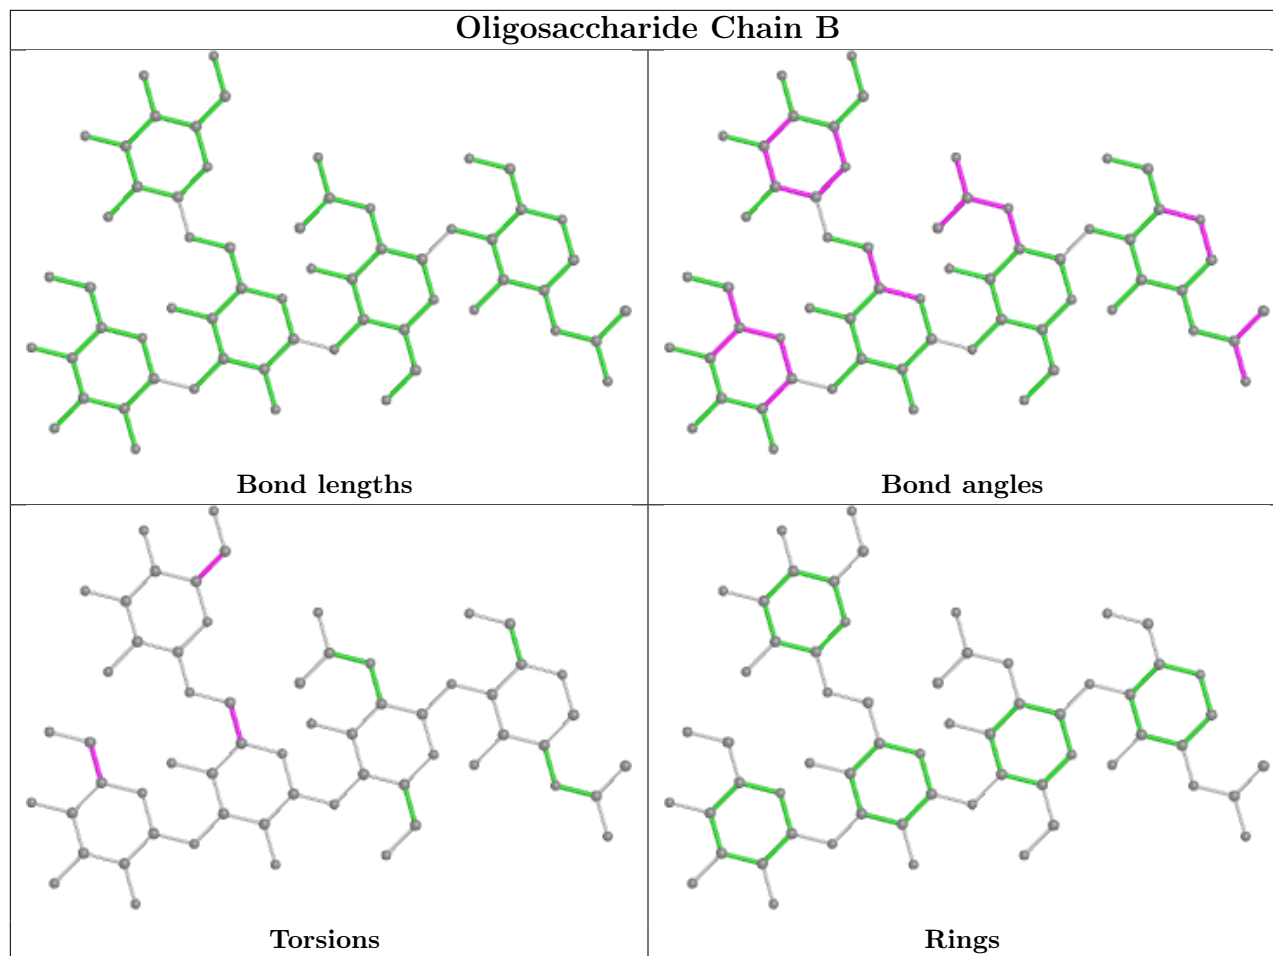 Oligosaccharide Chain B
Bond lengths
Bond angles
Torsions
Rings